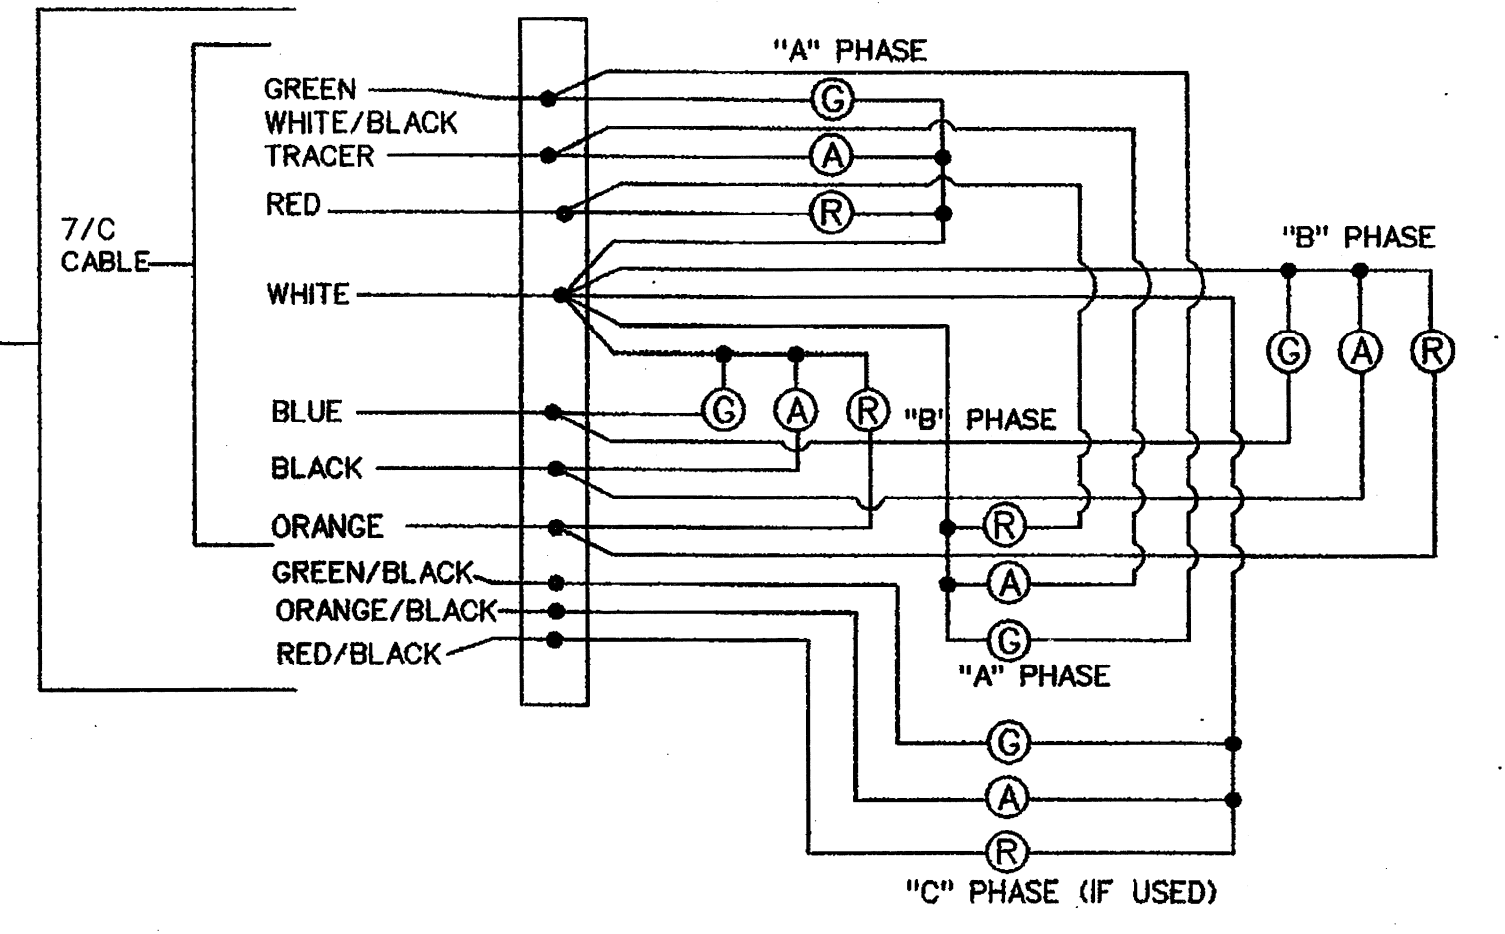 "A" PHASE
GREEN
G
WHITE/BLACK
TRACER
A
RED
R
7/C
CABLE
"B" PHASE
WHITE
G A R
BLUE
G A R
"B' PHASE
BLACK
ORANGE
R
GREEN/BLACK
A
ORANGE/BLACK
RED/BLACK
G
"A" PHASE
G
A
R
"C" PHASE (IF USED)